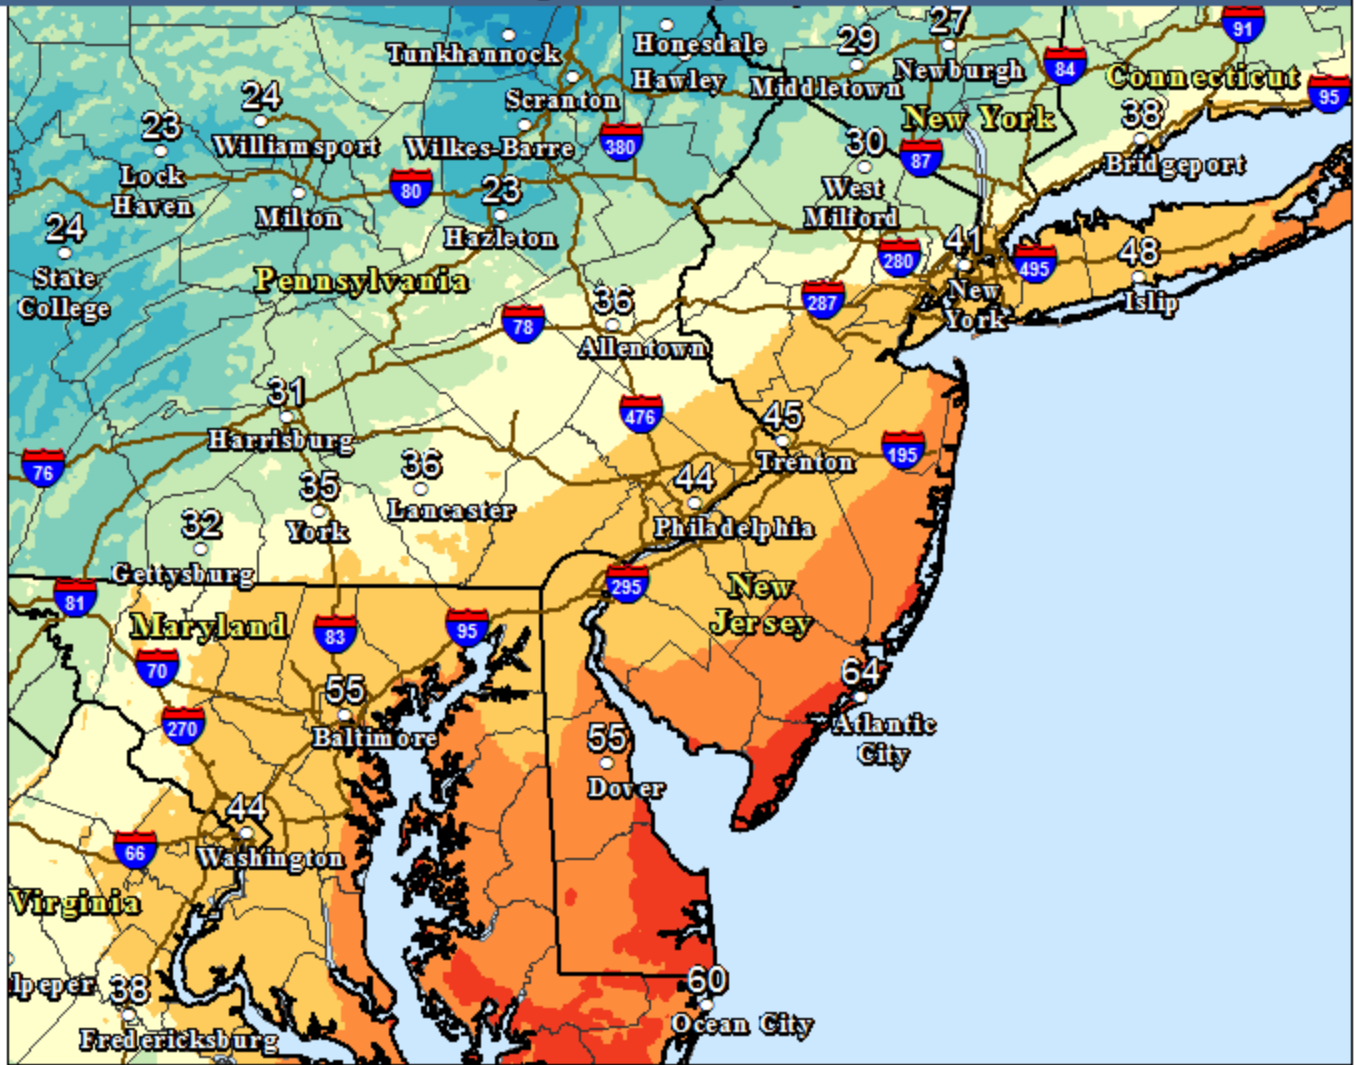 27
91
29
Tunkhannock
Honesdale
Newburgh
84
Connecticut
Hawley
Middletown
95
24
Scranton
New York
38
23
Williamsport
Wilkes-Barre
380
30
87
Bridgeport
Lock
Haven
80
23
West
Milford
24
Milton
Hazleton
41
48
State
College
Pennsylvania
280
495
New
York
Islip
36
287
78
Allentown
31
476
45
Harrisburg
195
76
36
Trenton
35
Lancaster
44
32
York
Philadelphia
Gettysburg
295
New
Jersey
81
Maryland
83
95
70
64
55
270
Baltimore
55
Atlantic
City
Dover
44
66
Washington
Virginia
lpeper
38
60
Ocean City
Fredericksburg